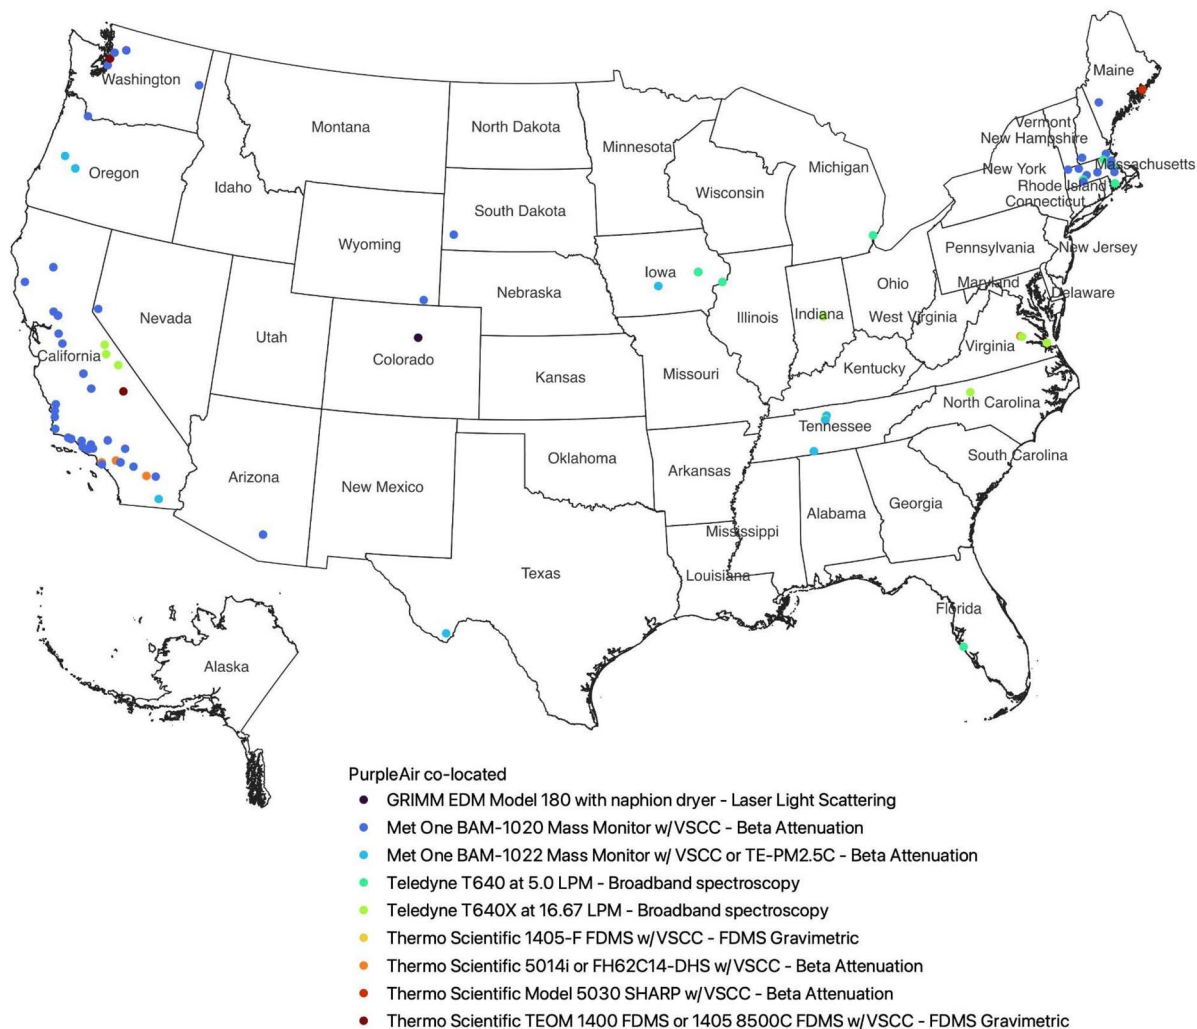 Maine
Washington
Vermont
Montana
North Dakota
New Hampshire
Minnesota
Massachusetts
Michigan
New York
Oregon
Rhode Island
Idaho
Wisconsin
Connecticut
South Dakota
Wyoming
Pennsylvania
New Jersey
Iowa
Ohio
Maryland
Nebraska
Delaware
Nevada
Illinois
Indiana
West Virginia
Utah
Virginia
California
Colorado
Kentucky
Kansas
Missouri
North Carolina
Tennessee
Oklahoma
South Carolina
Arkansas
Arizona
New Mexico
Georgia
Alabama
Mississippi
Texas
Louisiana
Florida
Alaska
PurpleAir co-located
GRIMM EDM Model 180 with naphion dryer - Laser Light Scattering
Met One BAM-1020 Mass Monitor w/VSCC - Beta Attenuation
Met One BAM-1022 Mass Monitor w/ VSCC or TE-PM2.5C - Beta Attenuation
Teledyne T640 at 5.0 LPM - Broadband spectroscopy
Teledyne T640X at 16.67 LPM - Broadband spectroscopy
Thermo Scientific 1405-F FDMS w/VSCC - FDMS Gravimetric
Thermo Scientific 5014i or FH62C14-DHS w/VSCC - Beta Attenuation
Thermo Scientific Model 5030 SHARP w/VSCC - Beta Attenuation
Thermo Scientific TEOM 1400 FDMS or 1405 8500C FDMS w/VSCC - FDMS Gravimetric